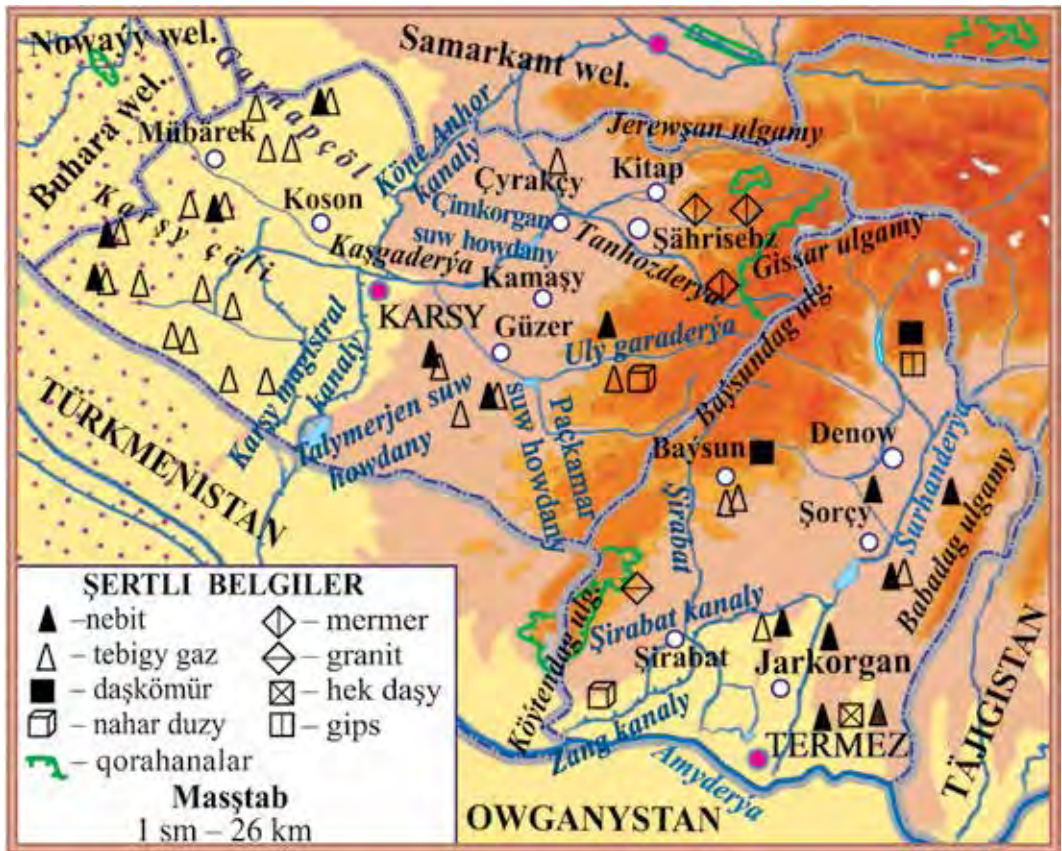 Nowaýy wel.
Samarkant wel.
Buhara wel.
Garnapçöl
Mübärek
Köne Anhor
kanaly
Jerewşan ulgamy
Kitap
Çyrakçy
Koson
Karşy çöli
Çimkorgan
suw howdany
Şährisebz
Tanhozderýa
Gissar ulgamy
Kaşgaderýa
Kamaşy
KARSY
Güzer
Uly garaderýa
Baýsundag ulg.
Karsy magistral
kanaly
Talymerjen suw
howdany
Paçkamar
suw howdany
TÜRKMENISTAN
Baýsun
Denow
Şorçy
Surhanderýa
Babadag ulgamy
Şirabat
Köýtendag ulg.
Şirabat kanaly
Şirabat
Jarkorgan
Zang kanaly
TERMEZ
Amyderýa
TÄJIGISTAN
OWGANYSTAN
ŞERTLI BELGILER
–nebit
– mermer
– tebigy gaz
– granit
– daşkömür
– hek daşy
– nahar duzy
– gips
– qorahanalar
Masştab
1 sm – 26 km